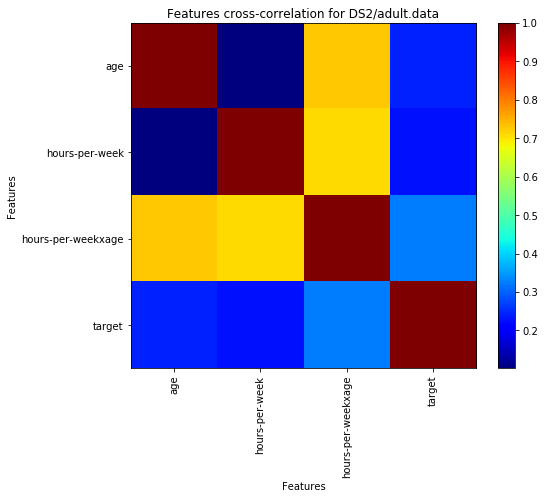 Features cross-correlation for DS2/adult.data
Features
age
hours-per-week
hours-per-weekxage
target
age
hours-per-week
hours-per-weekxage
target
Features
1.0
0.9
0.8
0.7
0.6
0.5
0.4
0.3
0.2